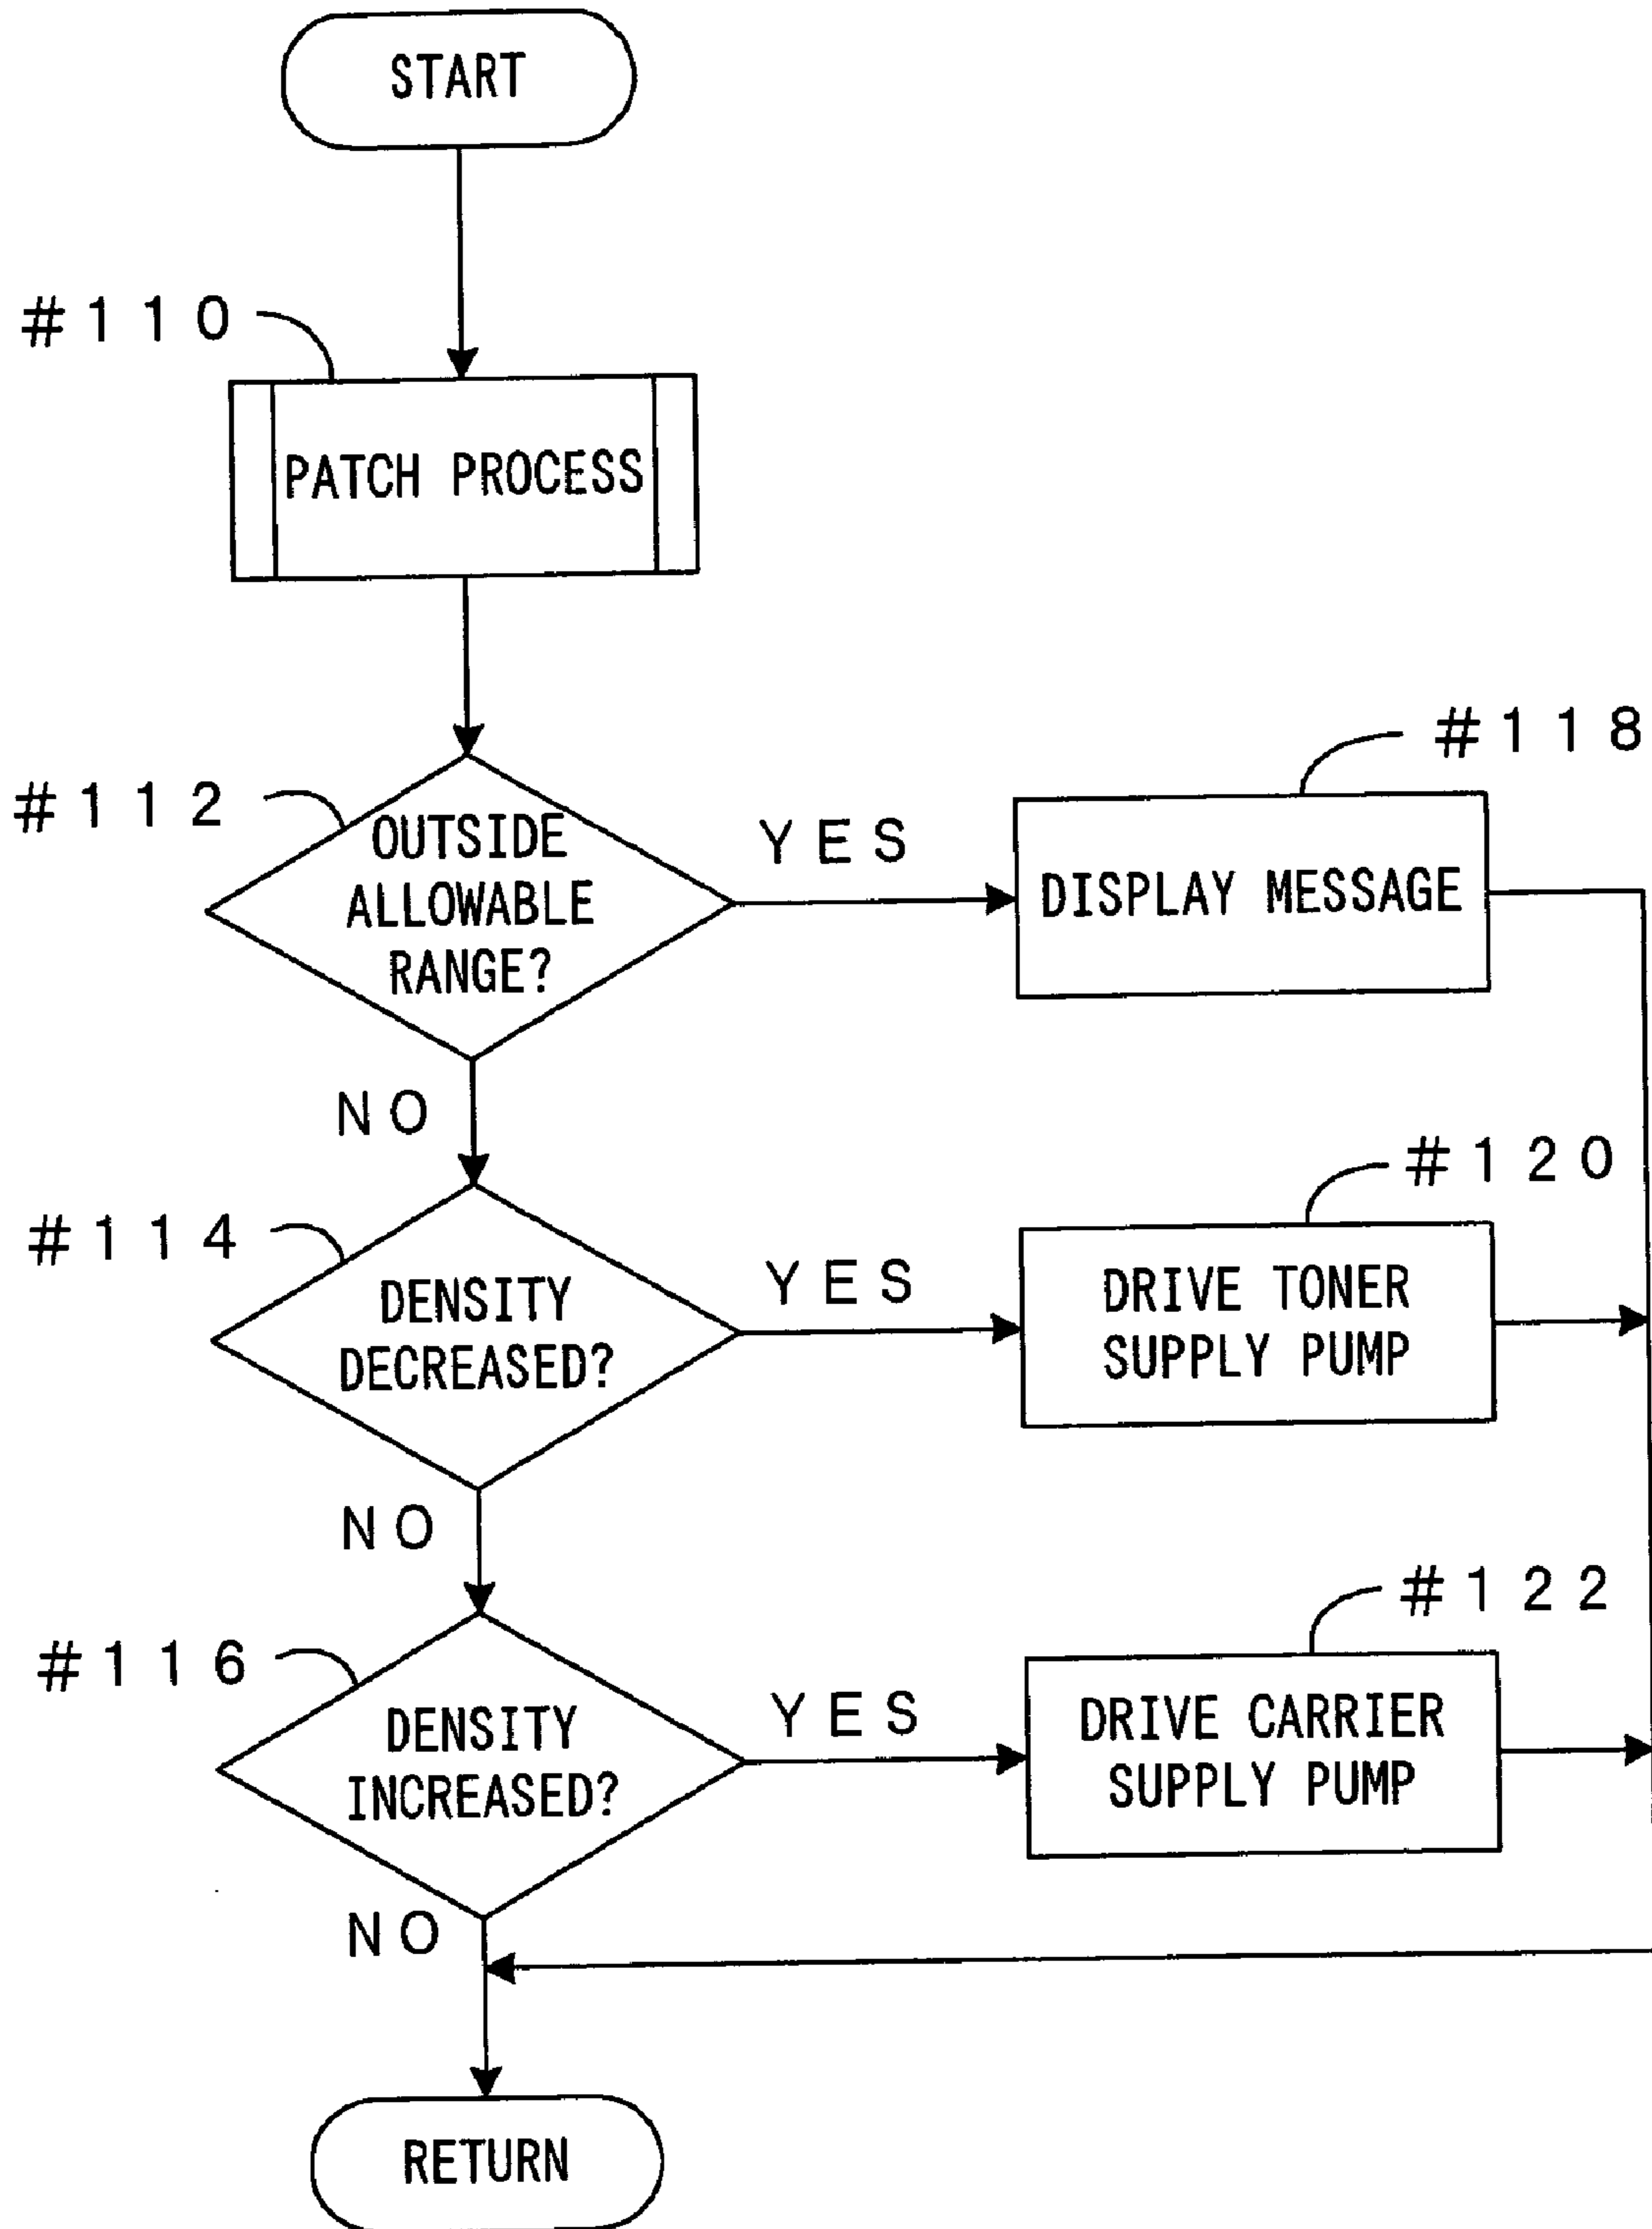 START
#110
PATCH PROCESS
#112
OUTSIDE
ALLOWABLE
RANGE?
YES
#118
DISPLAY MESSAGE
NO
#114
DENSITY
DECREASED?
YES
#120
DRIVE TONER
SUPPLY PUMP
NO
#116
DENSITY
INCREASED?
YES
#122
DRIVE CARRIER
SUPPLY PUMP
NO
RETURN